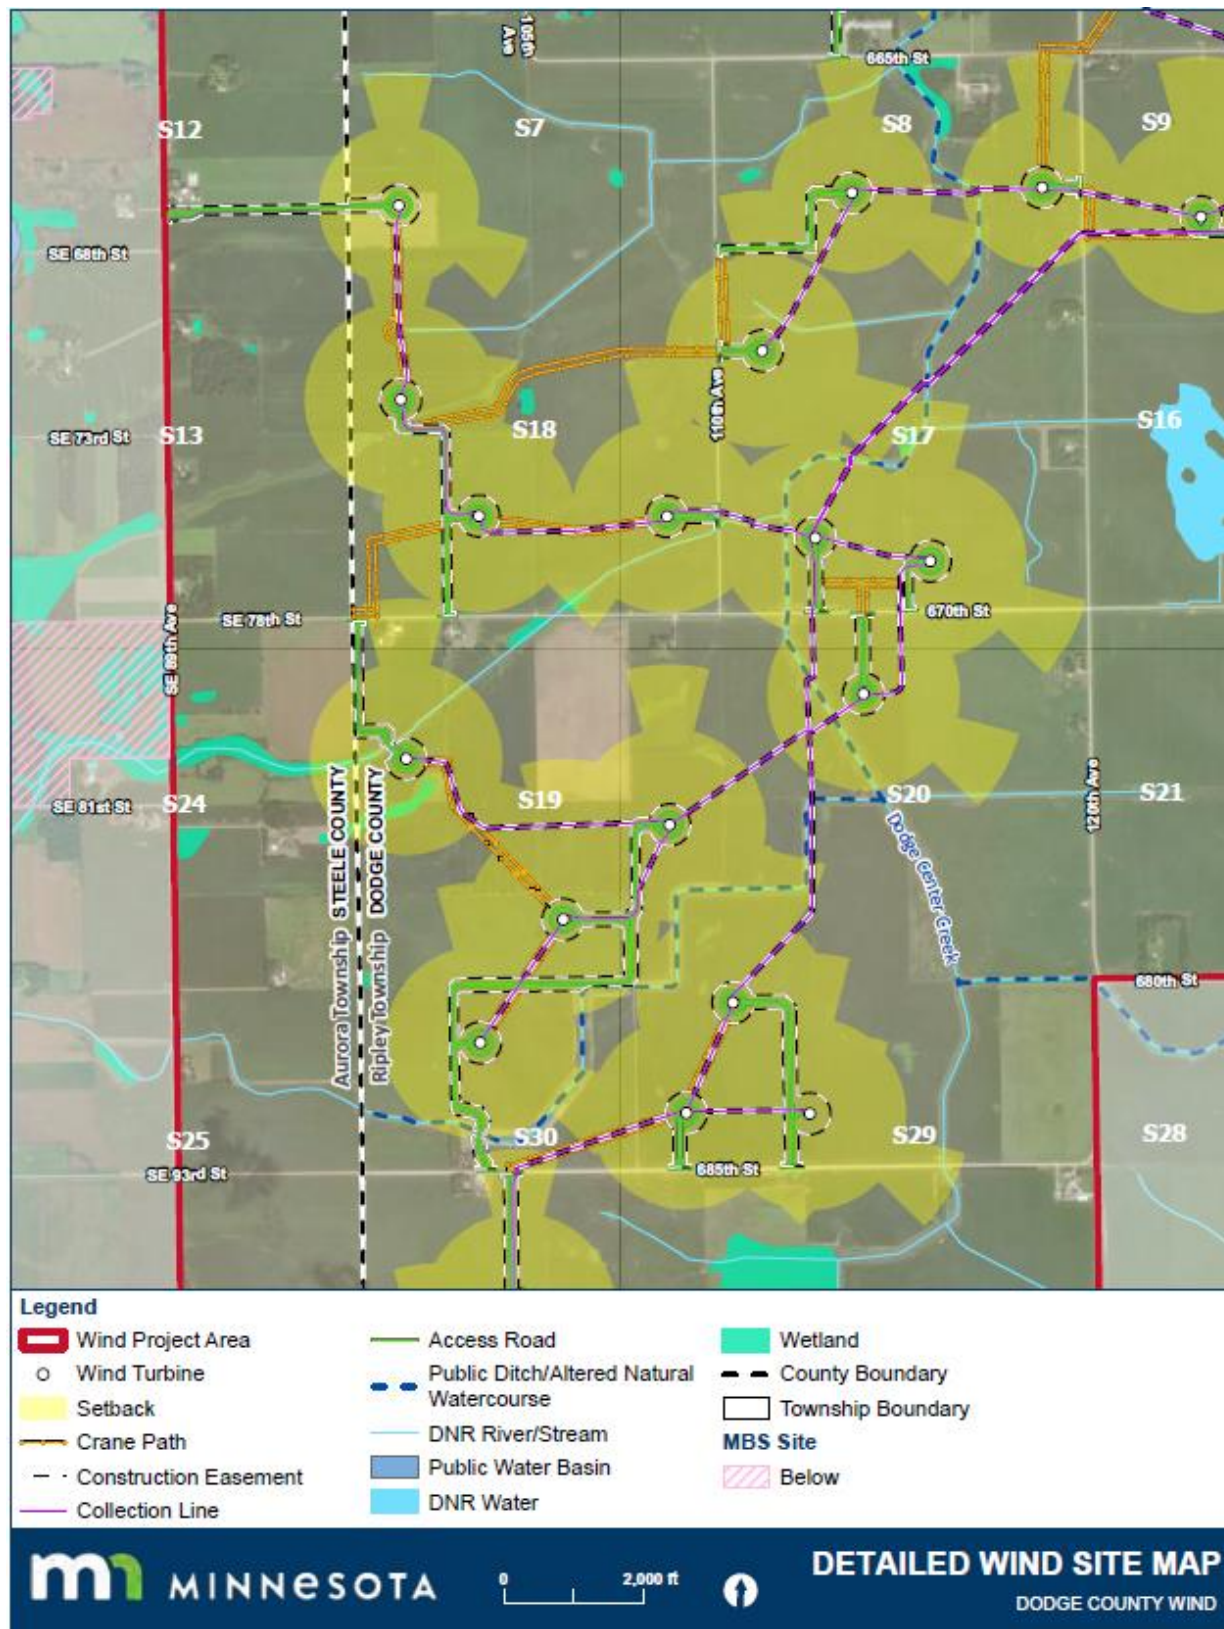 105th
Ave
665th St
S12
S7
S8
S9
SE 68th St
110th Ave
SE 73rd St
S13
S18
S17
S16
SE 89th Ave
SE 78th St
670th St
STEELE COUNTY
DODGE COUNTY
SE 81st St
S24
S19
S20
S21
120th Ave
Dodge Center Creek
Aurora Township
Ripley Township
680th St
S25
S30
S29
S28
SE 93rd St
685th St
Legend
Wind Project Area
Wind Turbine
Setback
Crane Path
Construction Easement
Collection Line
Access Road
Public Ditch/Altered Natural
Watercourse
DNR River/Stream
Public Water Basin
DNR Water
Wetland
County Boundary
Township Boundary
MBS Site
Below
mn MINNESOTA
0 2,000 ft
DETAILED WIND SITE MAP
DODGE COUNTY WIND